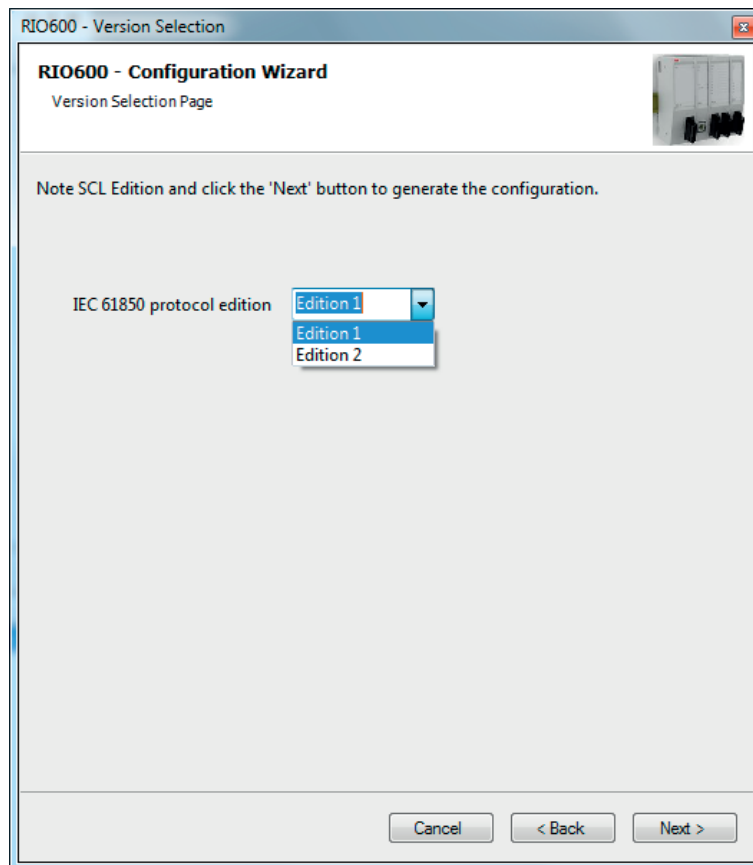 RIO600 - Version Selection
RIO600 - Configuration Wizard
Version Selection Page
Note SCL Edition and click the 'Next' button to generate the configuration.
IEC 61850 protocol edition
Edition 1
Edition 1
Edition 2
Cancel
< Back
Next >